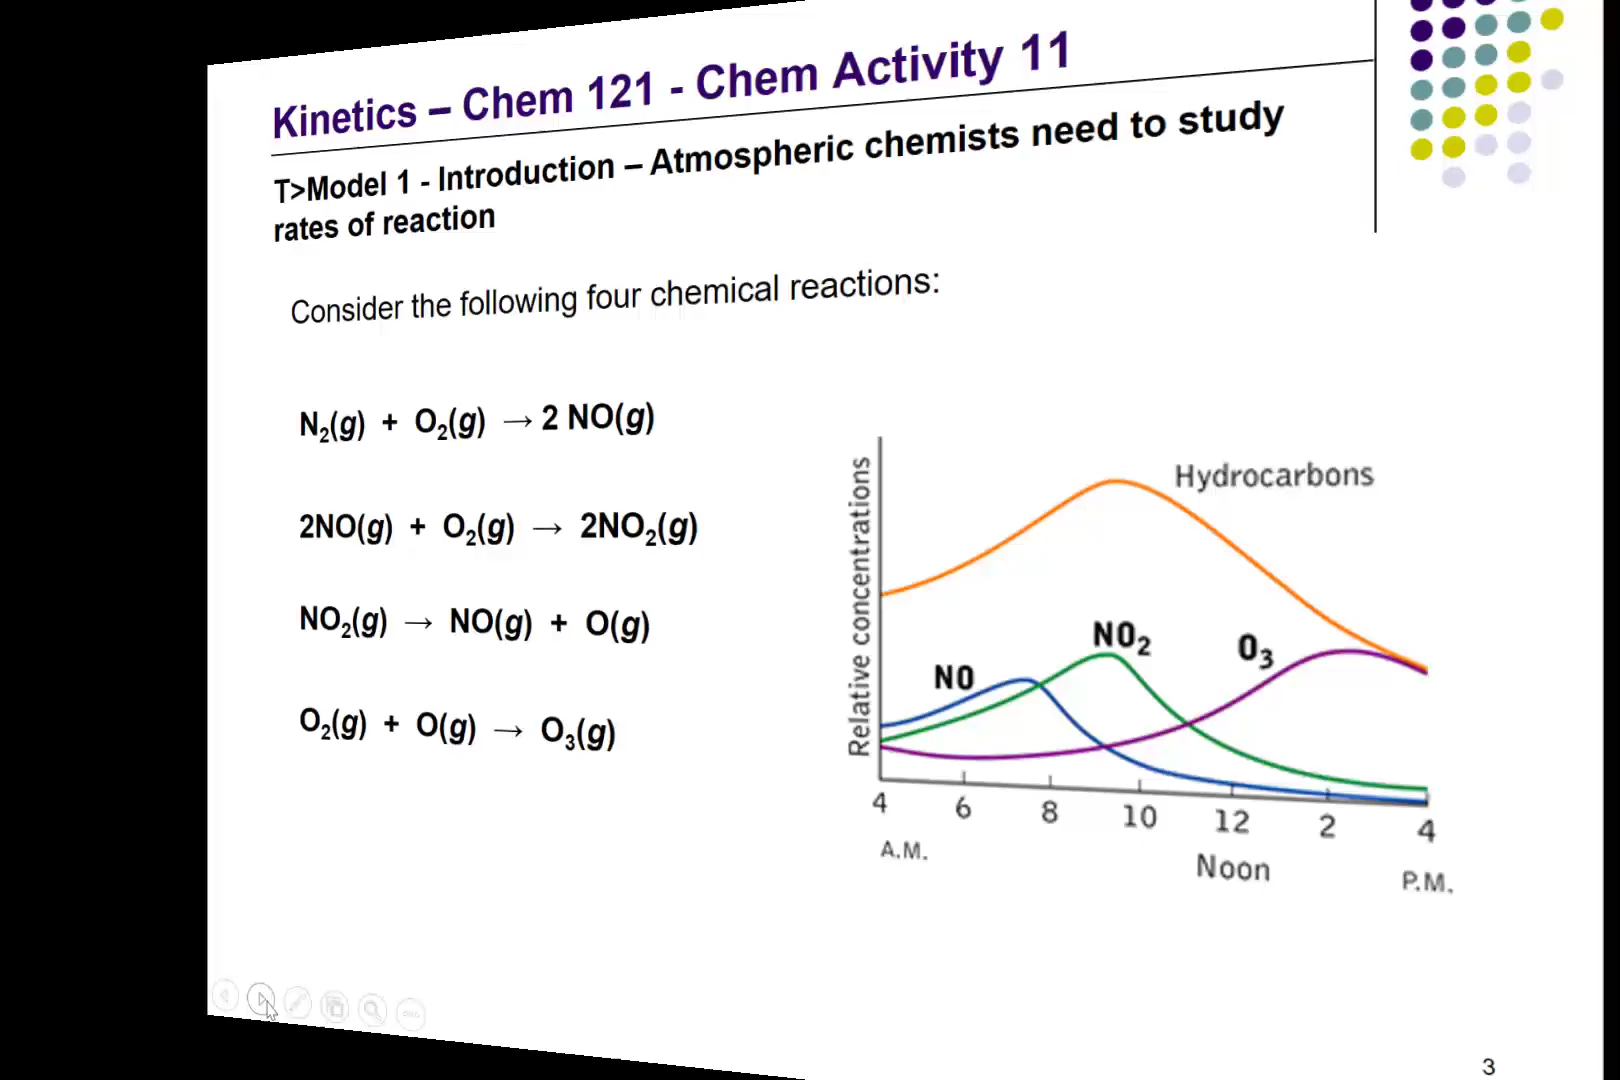 Kinetics – Chem 121 - Chem Activity 11
T>Model 1 - Introduction – Atmospheric chemists need to study
rates of reaction
Consider the following four chemical reactions:
N₂(g) + O₂(g) → 2 NO(g)
2NO(g) + O₂(g) → 2NO₂(g)
NO₂(g) → NO(g) + O(g)
O₂(g) + O(g) → O₃(g)
Relative concentrations
Hydrocarbons
NO
NO₂
O₃
4 6 8 10 12 2 4
A.M. Noon P.M.
3